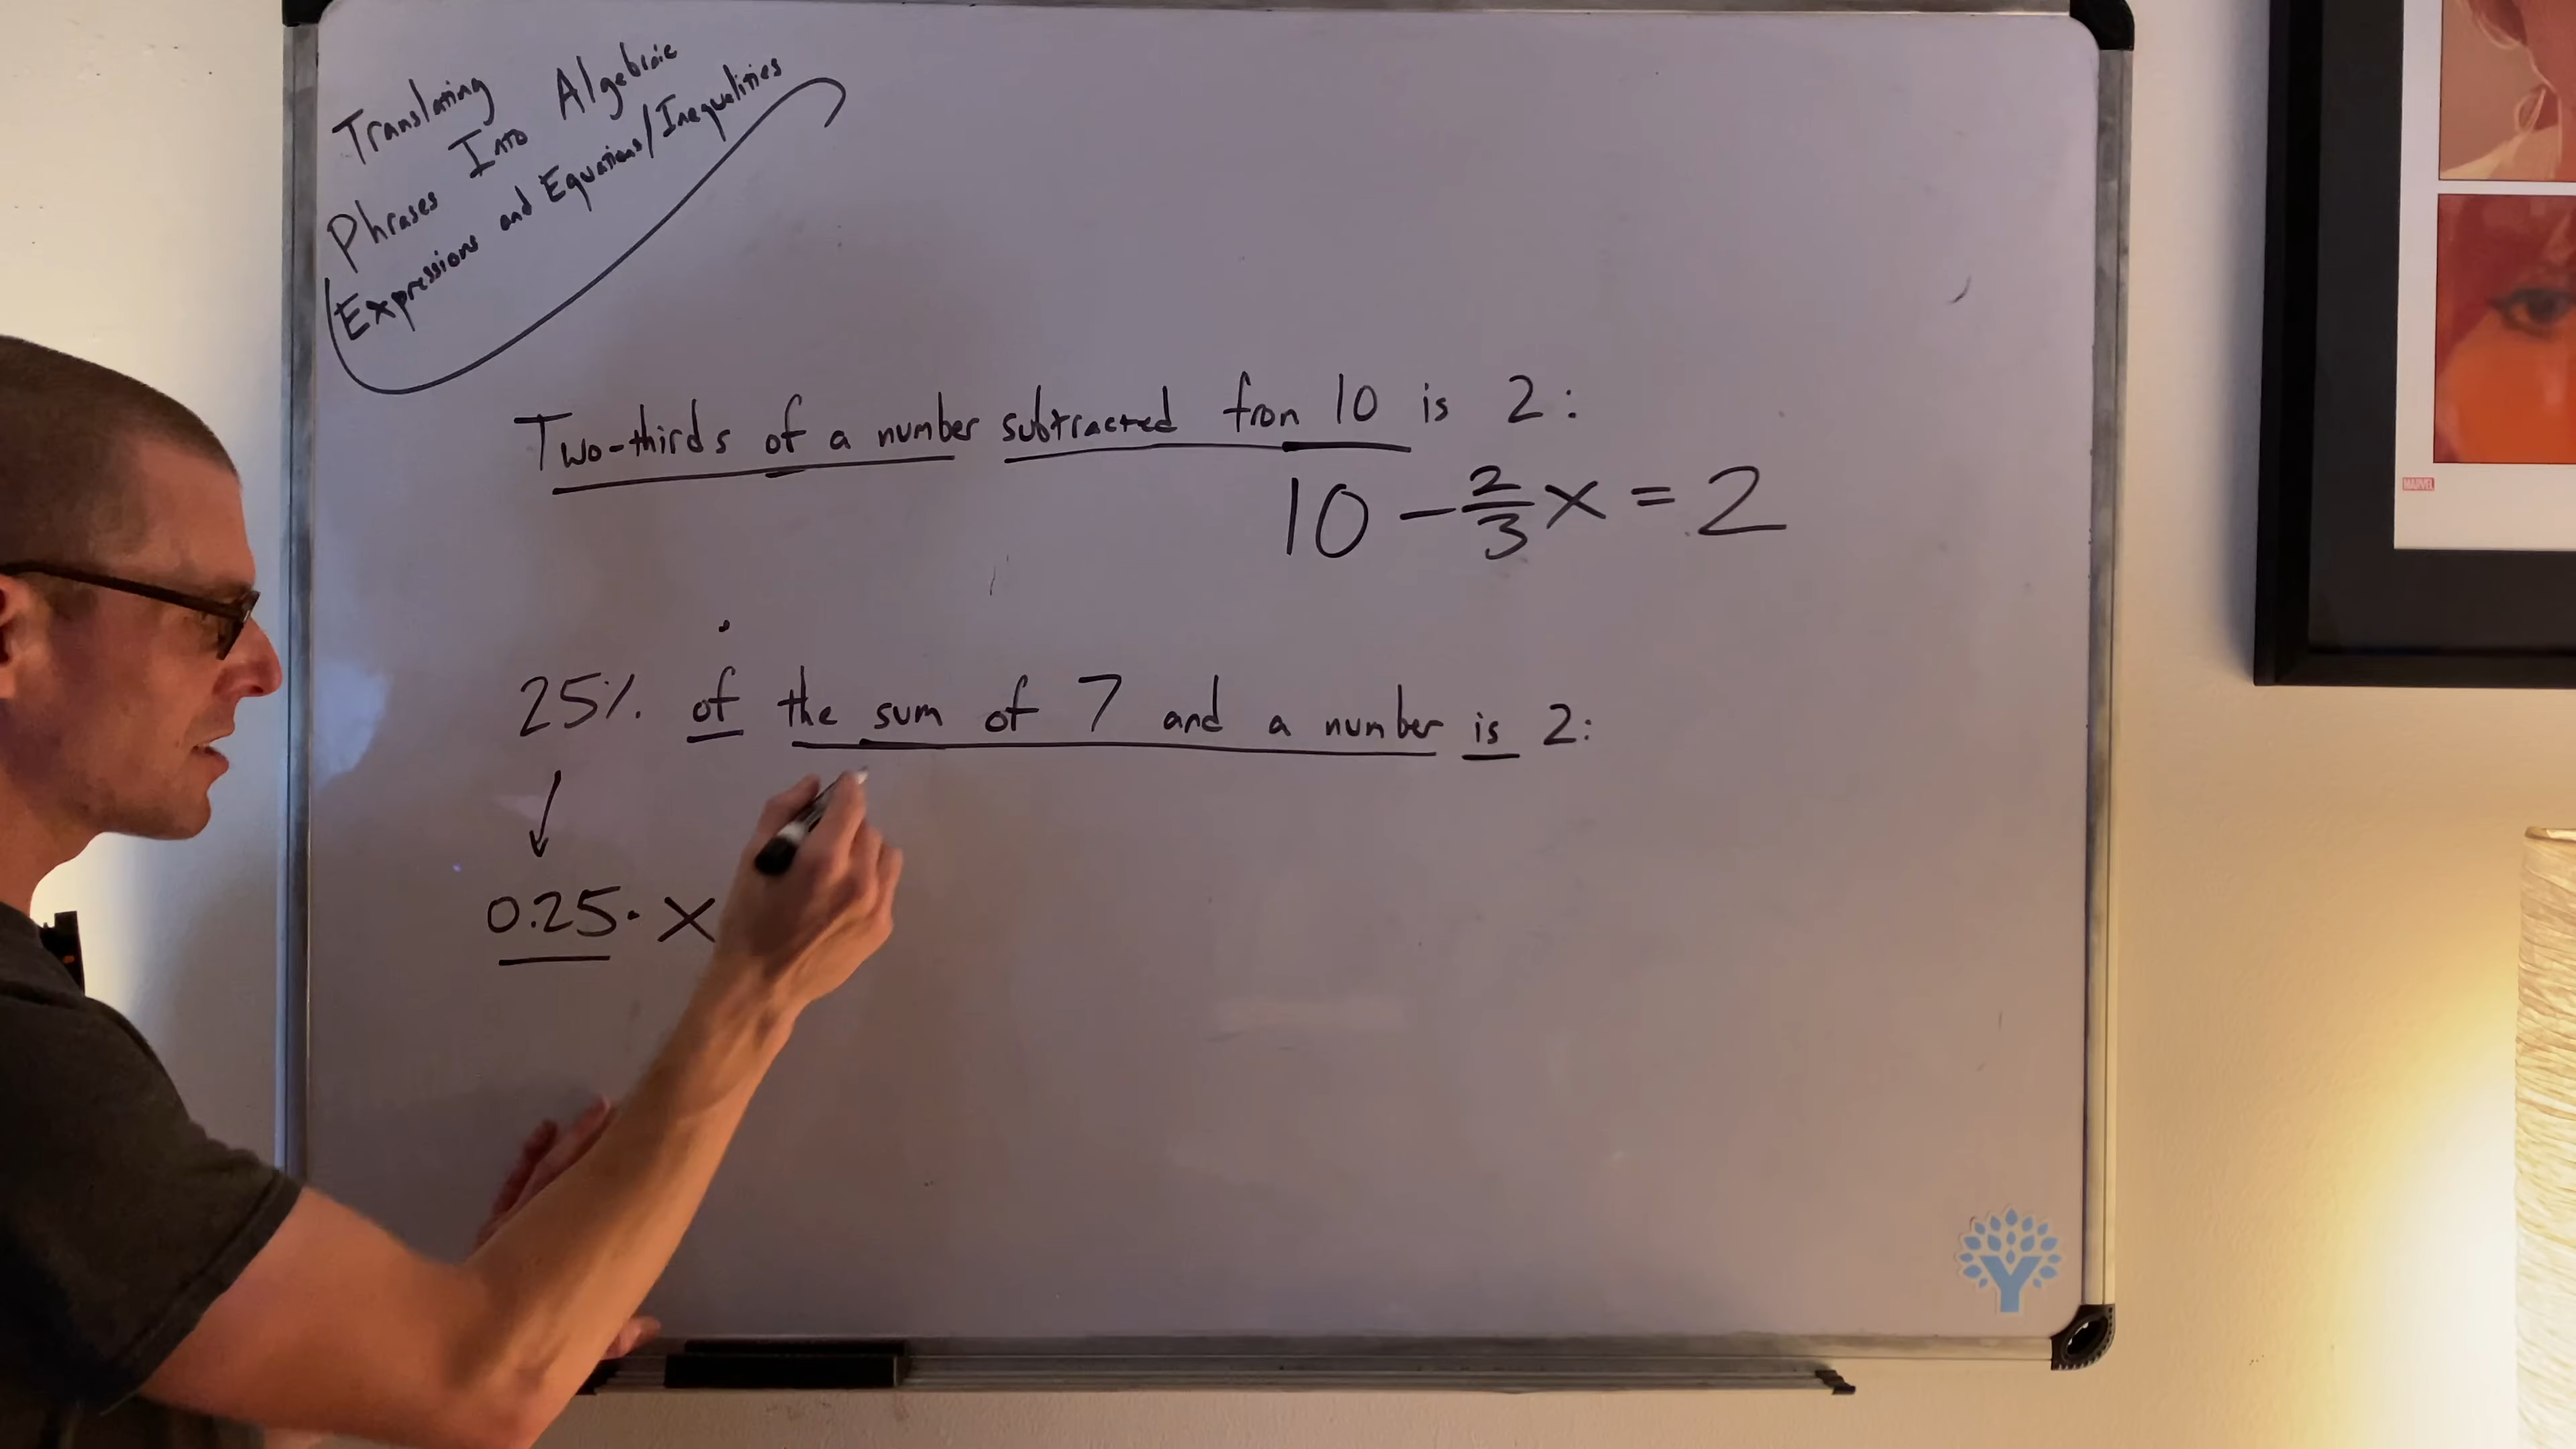 Translating
Phrases Into Algebraic
Expressions and Equations/Inequalities
Two-thirds of a number subtracted from 10 is 2:
10 - 2/3 x = 2
25% of the sum of 7 and a number is 2:
0.25 · x
Y
MARVEL